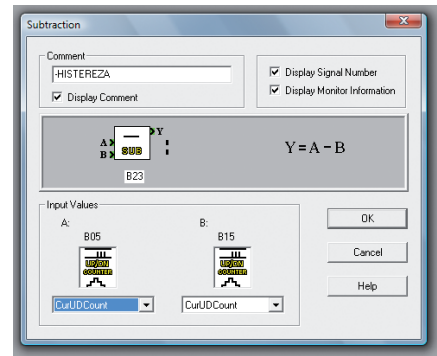 Subtraction
Comment
-HISTEREZA
Display Comment
Display Signal Number
Display Monitor Information
A
B
Y
SUB
B23
Y = A - B
Input Values
A:
B:
B05
B15
UP/DN
COUNTER
UP/DN
COUNTER
CurUDCount
CurUDCount
OK
Cancel
Help